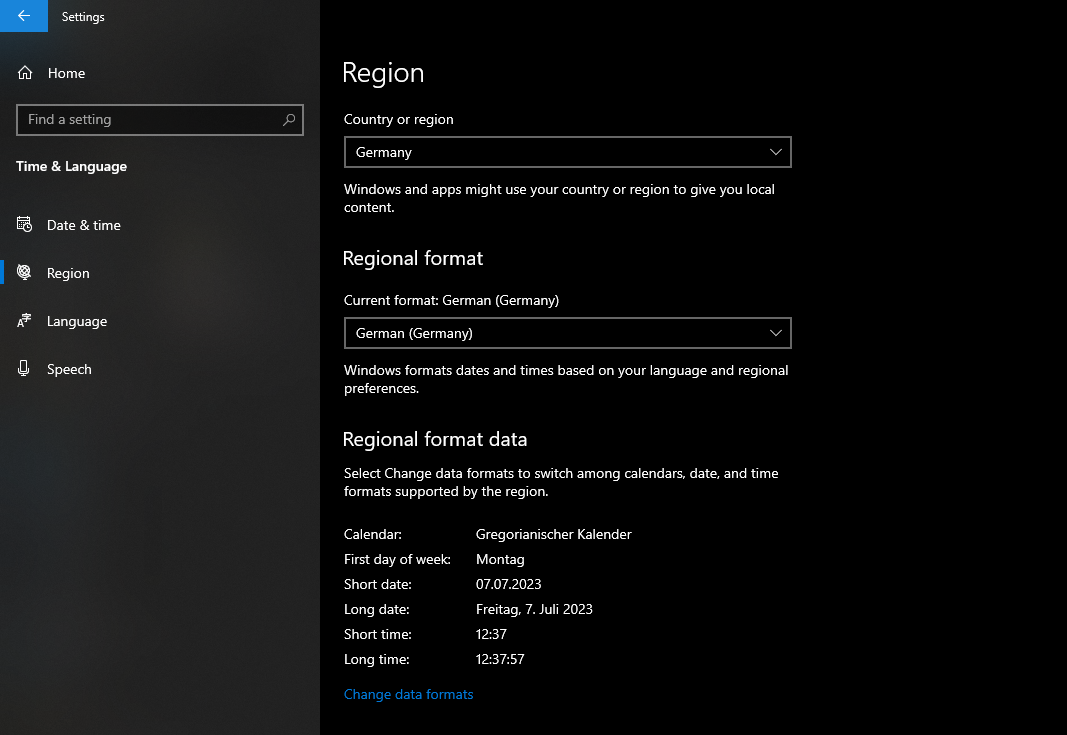 Settings
Home
Find a setting
Time & Language
Date & time
Region
Language
Speech
Region
Country or region
Germany
Windows and apps might use your country or region to give you local
content.
Regional format
Current format: German (Germany)
German (Germany)
Windows formats dates and times based on your language and regional
preferences.
Regional format data
Select Change data formats to switch among calendars, date, and time
formats supported by the region.
Calendar: Gregorianischer Kalender
First day of week: Montag
Short date: 07.07.2023
Long date: Freitag, 7. Juli 2023
Short time: 12:37
Long time: 12:37:57
Change data formats